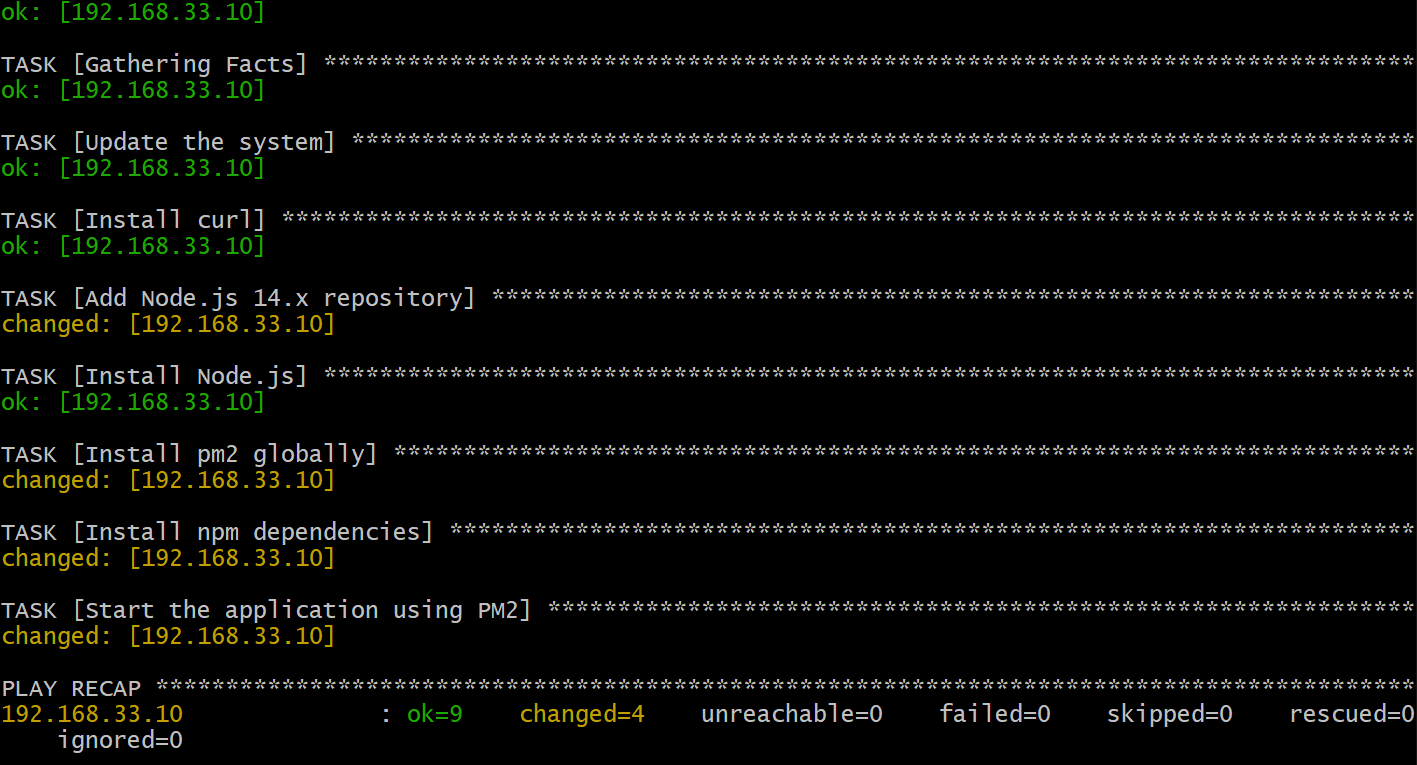 ok: [192.168.33.10]
TASK [Gathering Facts] ******************************************************************************
ok: [192.168.33.10]
TASK [Update the system] ****************************************************************************
ok: [192.168.33.10]
TASK [Install curl] *********************************************************************************
ok: [192.168.33.10]
TASK [Add Node.js 14.x repository] ******************************************************************
changed: [192.168.33.10]
TASK [Install Node.js] ******************************************************************************
ok: [192.168.33.10]
TASK [Install pm2 globally] *************************************************************************
changed: [192.168.33.10]
TASK [Install npm dependencies] *********************************************************************
changed: [192.168.33.10]
TASK [Start the application using PM2] **************************************************************
changed: [192.168.33.10]
PLAY RECAP ******************************************************************************************
192.168.33.10              : ok=9    changed=4    unreachable=0    failed=0    skipped=0    rescued=0
    ignored=0